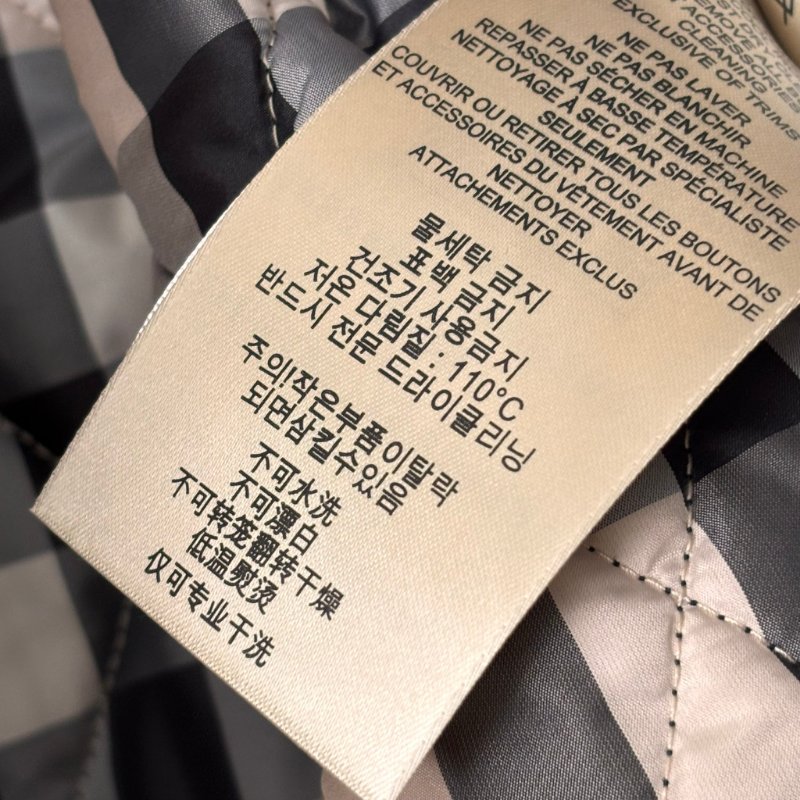 REMOVE ALL
ACCESSORIES
CLEANING
EXCLUSIVE OF TRIMS
NE PAS LAVER
NE PAS BLANCHIR
NE PAS SÉCHER EN MACHINE
REPASSER À BASSE TEMPÉRATURE
NETTOYAGE À SEC PAR SPÉCIALISTE
SEULEMENT
COUVRIR OU RETIRER TOUS LES BOUTONS
ET ACCESSOIRES DU VÊTEMENT AVANT DE
NETTOYER
ATTACHEMENTS EXCLUS
물세탁 금지
표백 금지
건조기 사용금지
저온 다림질 : 110°C
반드시 전문 드라이클리닝
주의!작은부품이탈락
되면삼킬수있음
不可水洗
不可漂白
不可转笼翻转干燥
低温熨烫
仅可专业干洗